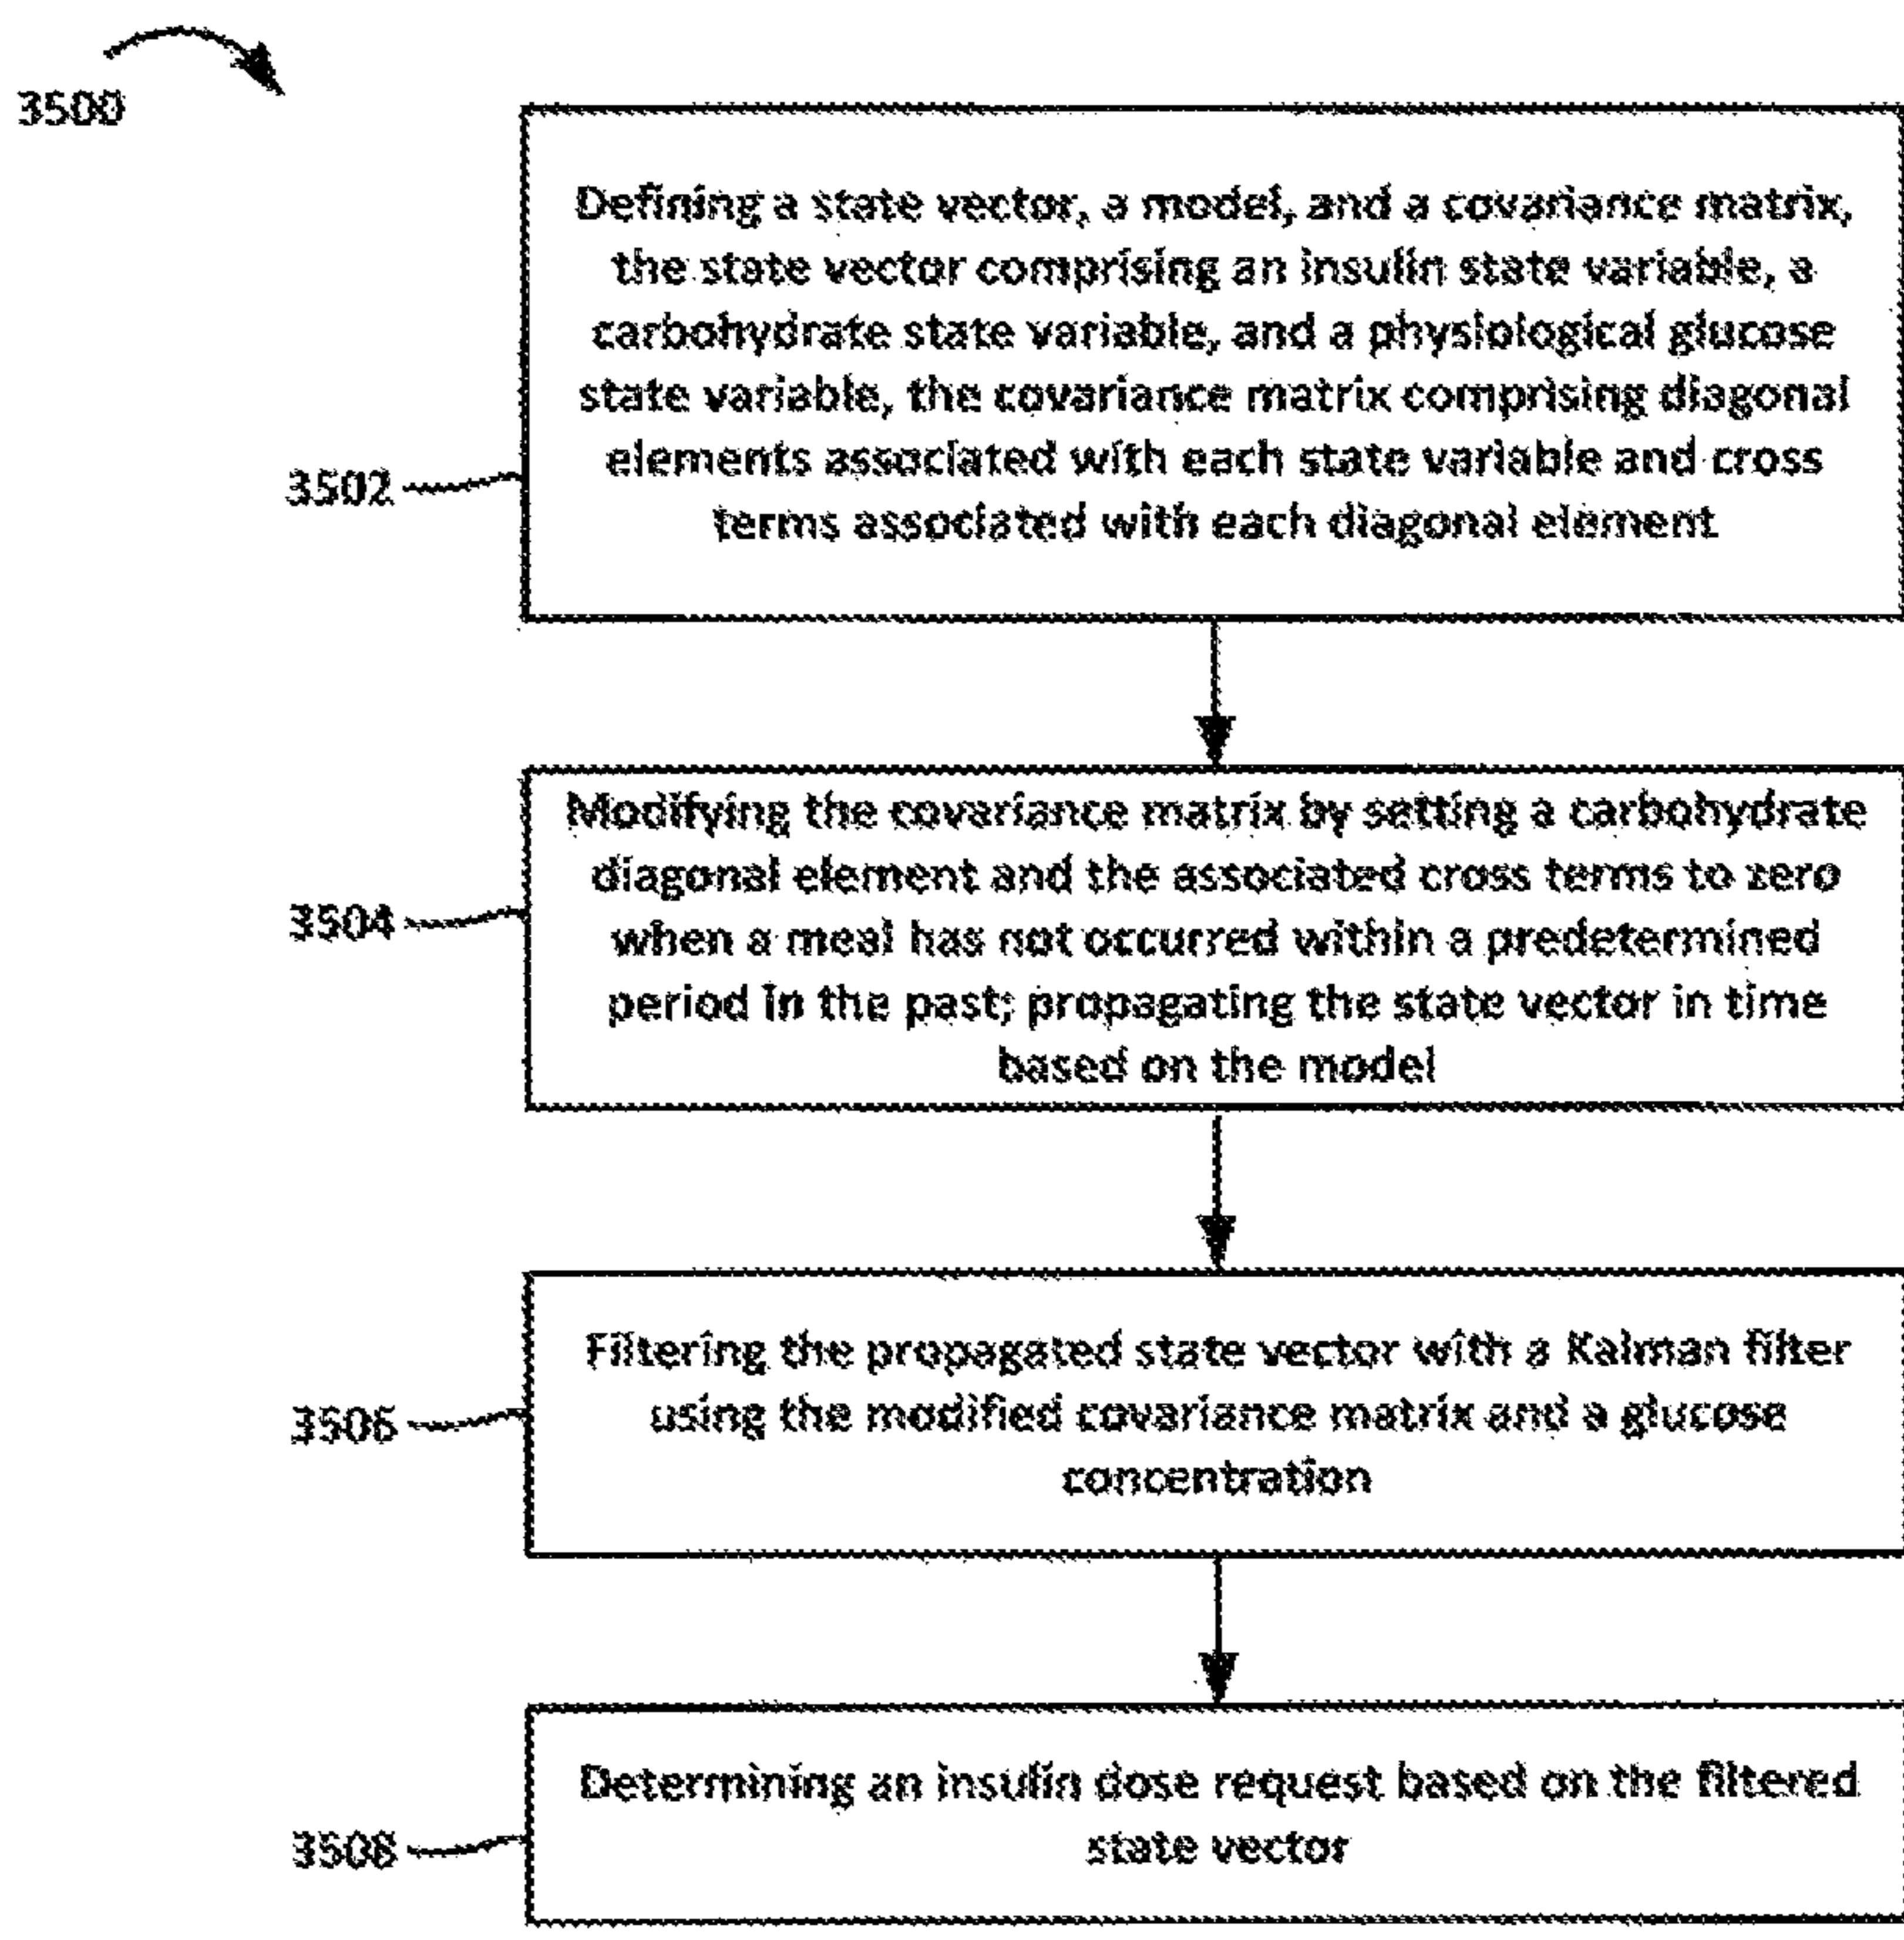 3500
Defining a state vector, a model, and a covariance matrix,
the state vector comprising an insulin state variable, a
carbohydrate state variable, and a physiological glucose
state variable, the covariance matrix comprising diagonal
elements associated with each state variable and cross
terms associated with each diagonal element
3502
Modifying the covariance matrix by setting a carbohydrate
diagonal element and the associated cross terms to zero
when a meal has not occurred within a predetermined
period in the past; propagating the state vector in time
based on the model
3504
Filtering the propagated state vector with a Kalman filter
using the modified covariance matrix and a glucose
concentration
3506
Determining an insulin dose request based on the filtered
state vector
3508